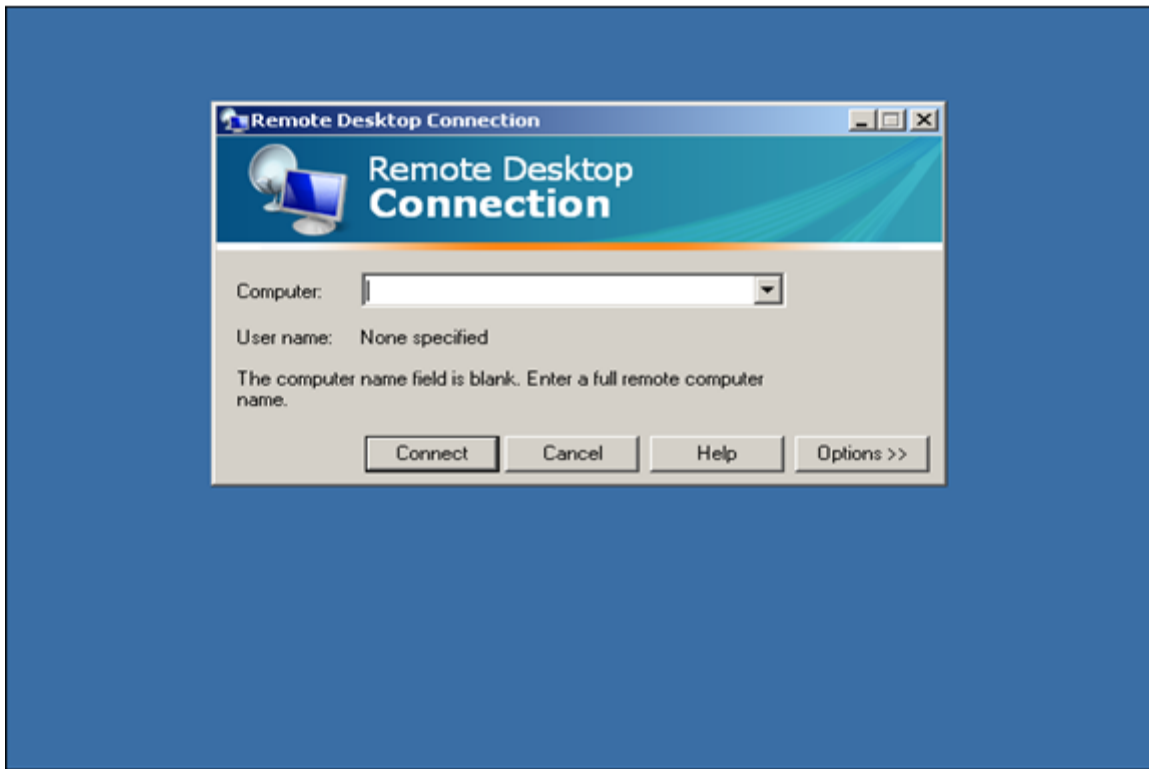 Remote Desktop Connection
Remote Desktop
Connection
Computer:
User name: None specified
The computer name field is blank. Enter a full remote computer
name.
Connect Cancel Help Options >>